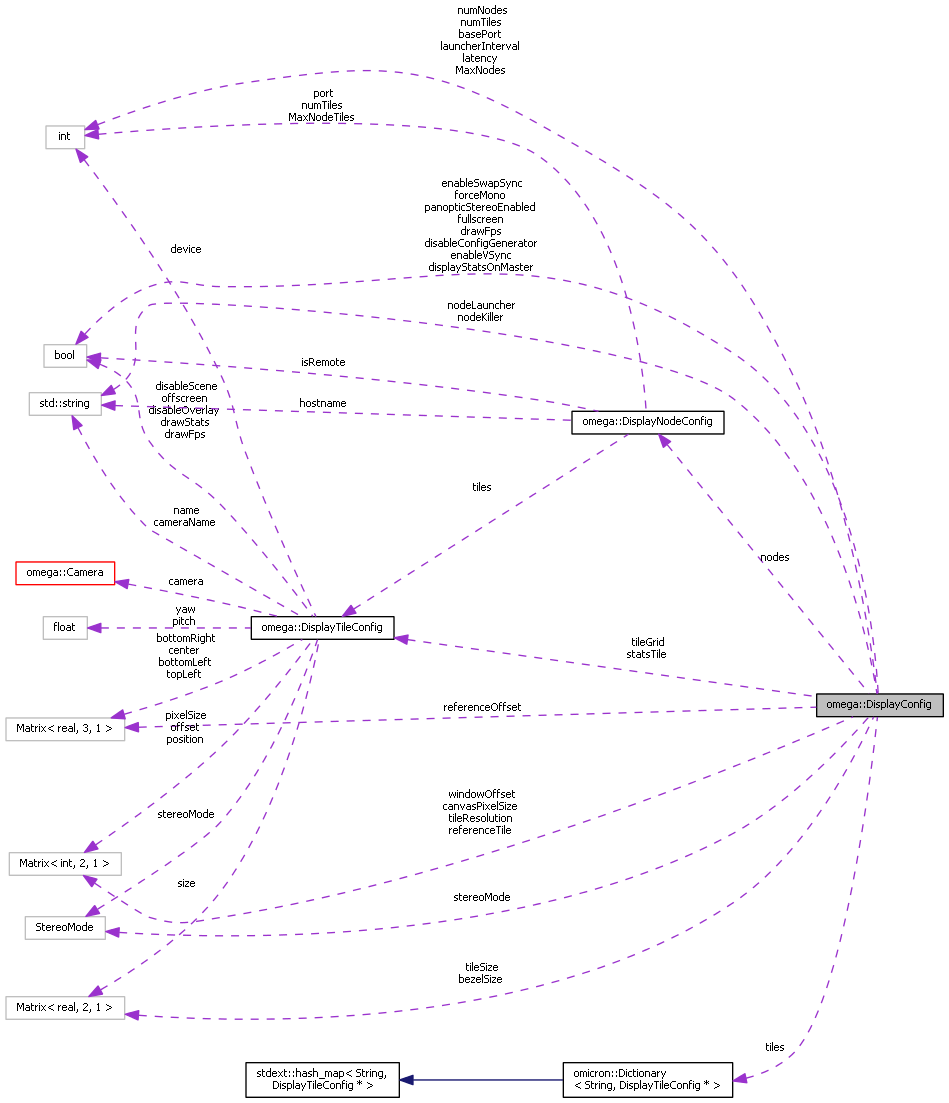 numNodes
numTiles
basePort
launcherInterval
latency
MaxNodes
port
numTiles
MaxNodeTiles
int
enableSwapSync
forceMono
panopticStereoEnabled
fullscreen
drawFps
disableConfigGenerator
enableVSync
displayStatsOnMaster
device
nodeLauncher
nodeKiller
bool
isRemote
disableScene
offscreen
disableOverlay
drawStats
drawFps
std::string
hostname
omega::DisplayNodeConfig
tiles
name
cameraName
nodes
omega::Camera
camera
yaw
pitch
float
omega::DisplayTileConfig
bottomRight
center
bottomLeft
topLeft
tileGrid
statsTile
omega::DisplayConfig
referenceOffset
Matrix< real, 3, 1 >
pixelSize
offset
position
windowOffset
canvasPixelSize
tileResolution
referenceTile
stereoMode
Matrix< int, 2, 1 >
size
stereoMode
StereoMode
tileSize
bezelSize
Matrix< real, 2, 1 >
tiles
stdext::hash_map< String,
DisplayTileConfig * >
omicron::Dictionary
< String, DisplayTileConfig * >